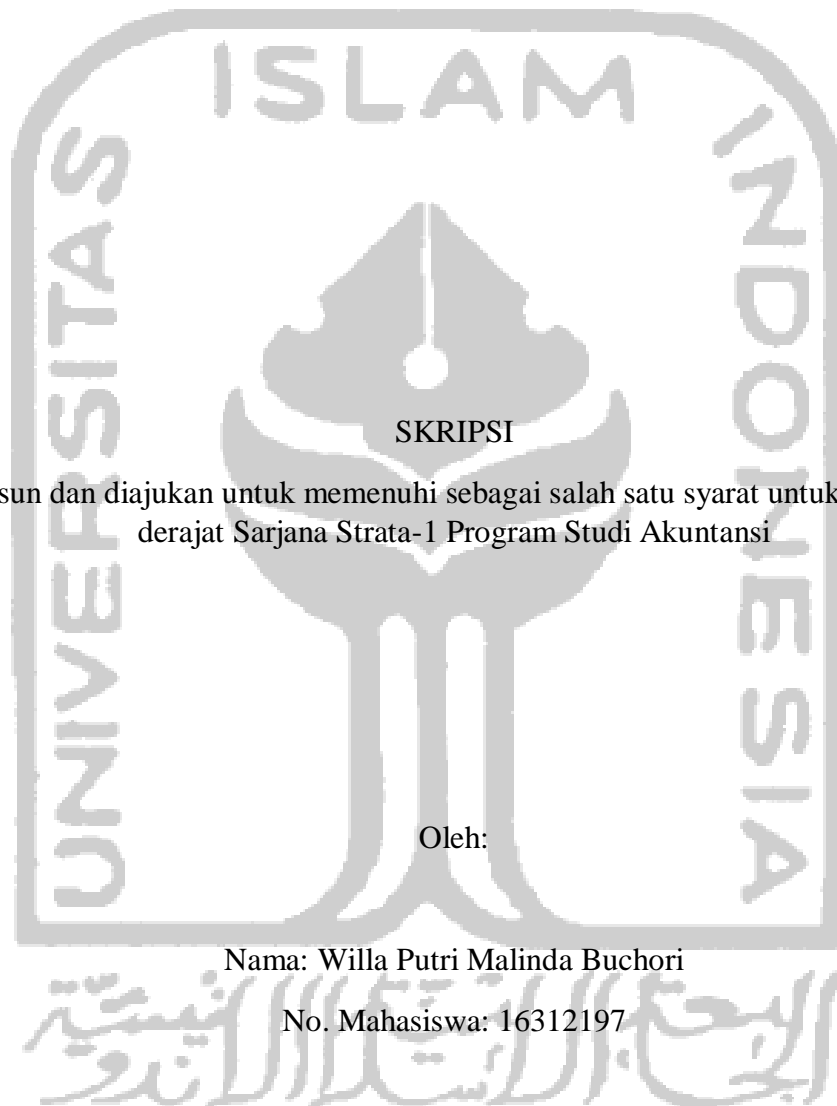 ISLAM
UNIVERSITAS
INDONESIA
SKRIPSI
sun dan diajukan untuk memenuhi sebagai salah satu syarat untuk
derajat Sarjana Strata-1 Program Studi Akuntansi
Oleh:
Nama: Willa Putri Malinda Buchori
No. Mahasiswa: 16312197